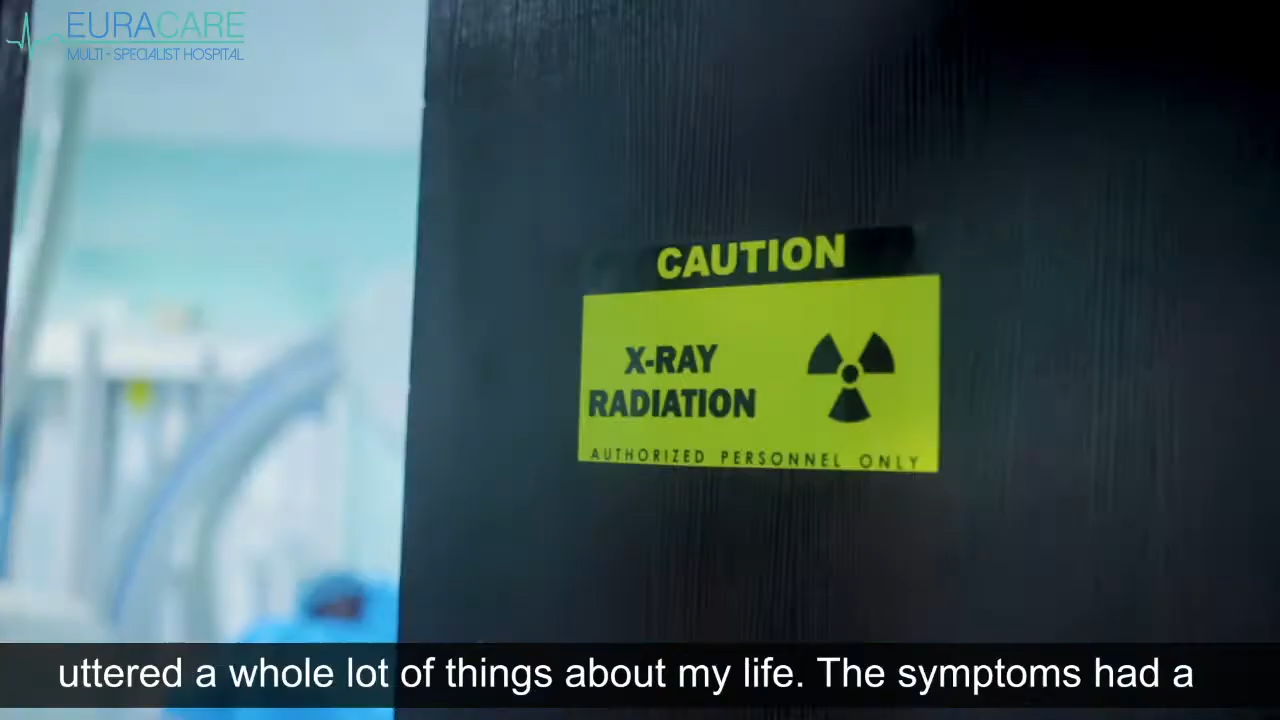 EURACARE
MULTI - SPECIALIST HOSPITAL
CAUTION
X-RAY
RADIATION
AUTHORIZED PERSONNEL ONLY
uttered a whole lot of things about my life. The symptoms had a